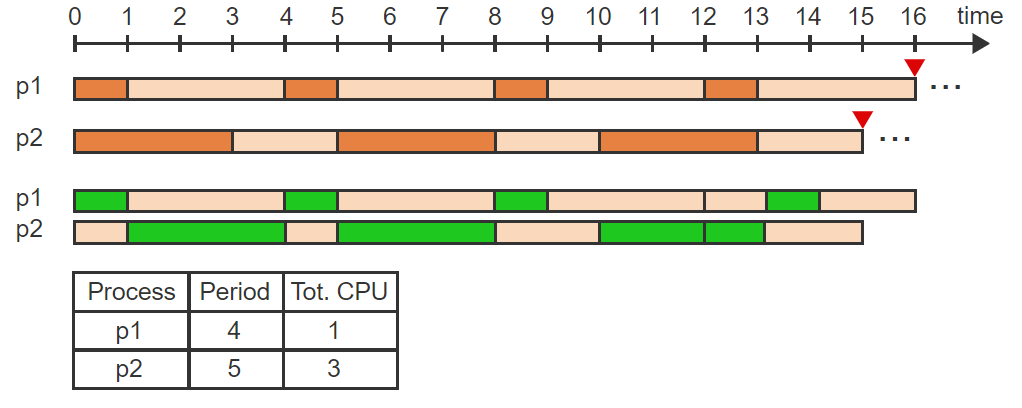 0 1 2 3 4 5 6 7 8 9 10 11 12 13 14 15 16 time
p1 ...
p2 ...
p1
p2
Process Period Tot. CPU
p1 4 1
p2 5 3